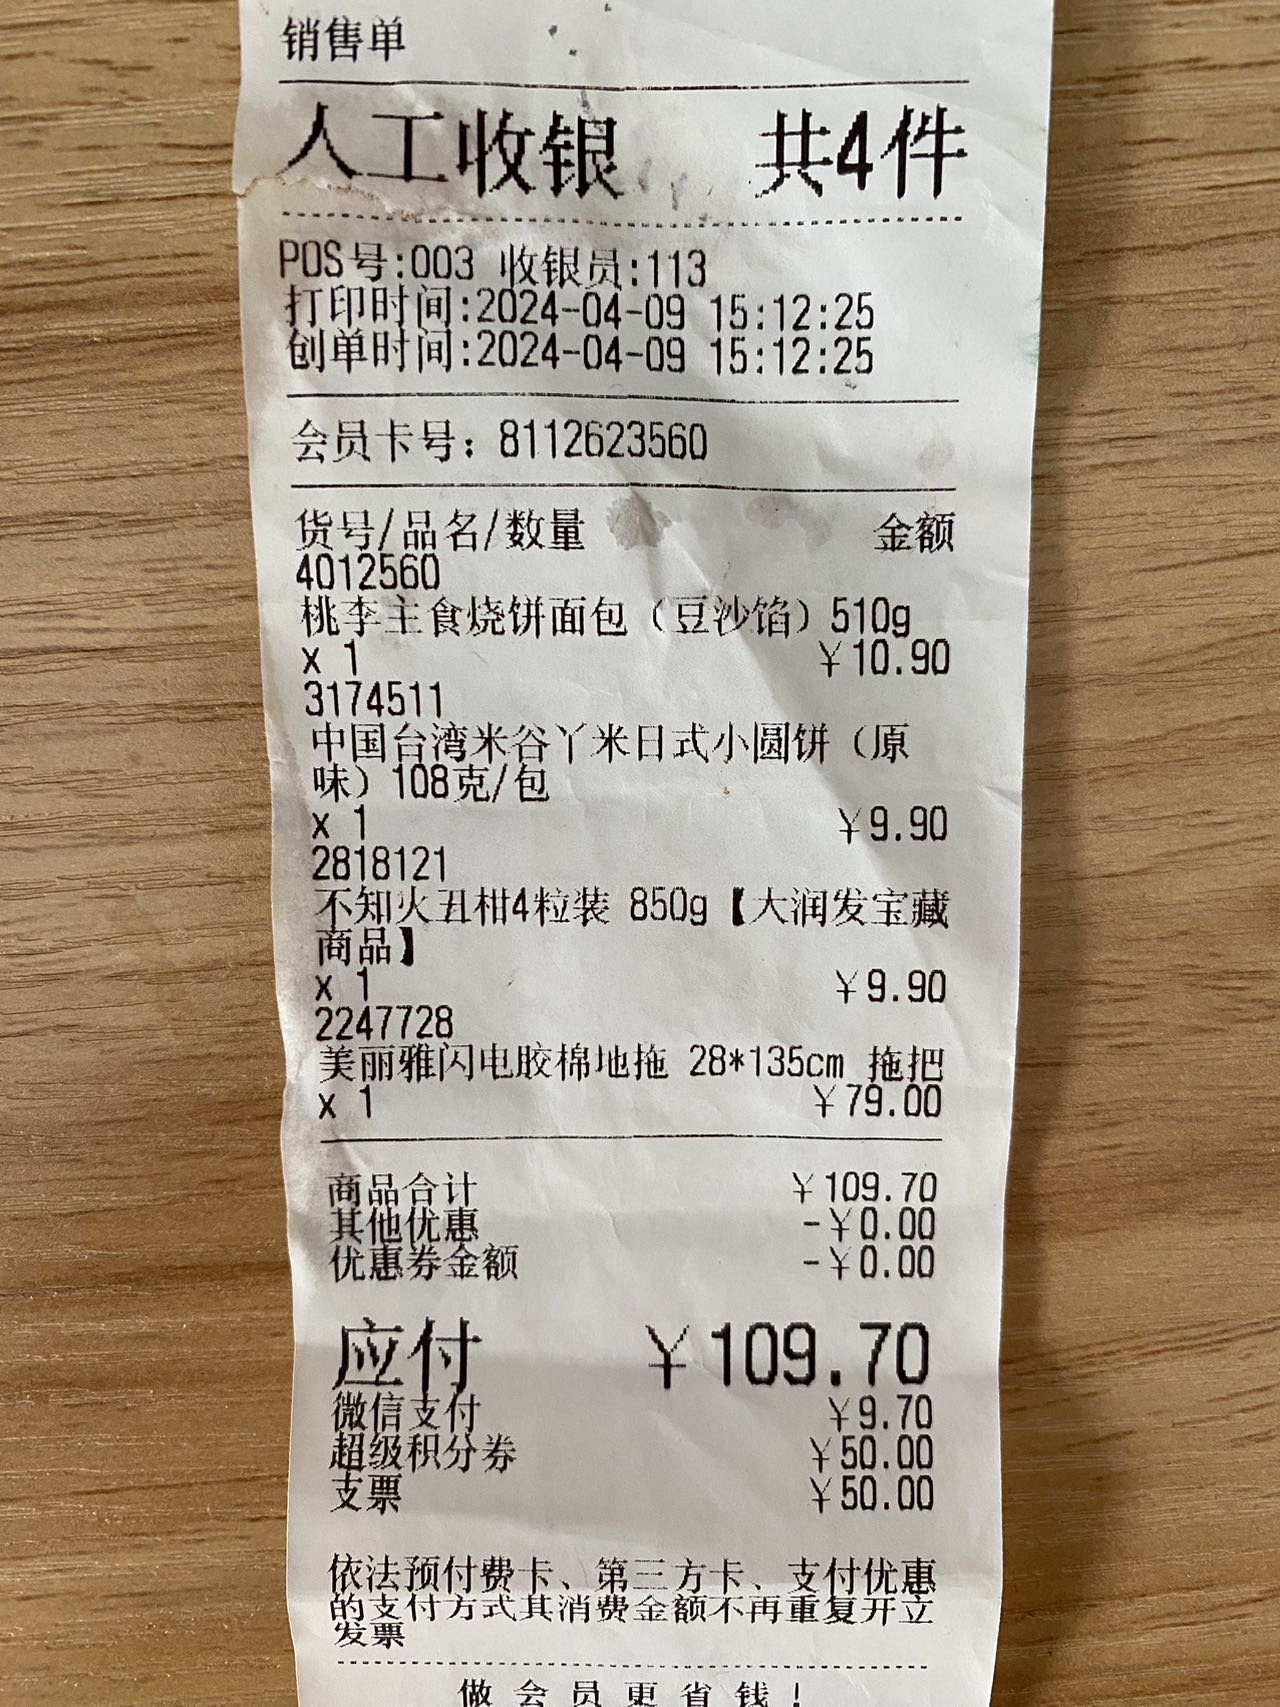 销售单
人工收银 共4件
POS号:003 收银员:113
打印时间:2024-04-09 15:12:25
创单时间:2024-04-09 15:12:25
会员卡号：8112623560
货号/品名/数量 金额
4012560
桃李主食烧饼面包（豆沙馅）510g
x 1 ￥10.90
3174511
中国台湾米谷丫米日式小圆饼（原
味）108克/包
x 1 ￥9.90
2818121
不知火丑柑4粒装 850g【大润发宝藏
商品】
x 1 ￥9.90
2247728
美丽雅闪电胶棉地拖 28*135cm 拖把
x 1 ￥79.00
商品合计 ￥109.70
其他优惠 -￥0.00
优惠券金额 -￥0.00
应付 ￥109.70
微信支付 ￥9.70
超级积分券 ￥50.00
支票 ￥50.00
依法预付费卡、第三方卡、支付优惠
的支付方式其消费金额不再重复开立
发票
做会员更省钱！